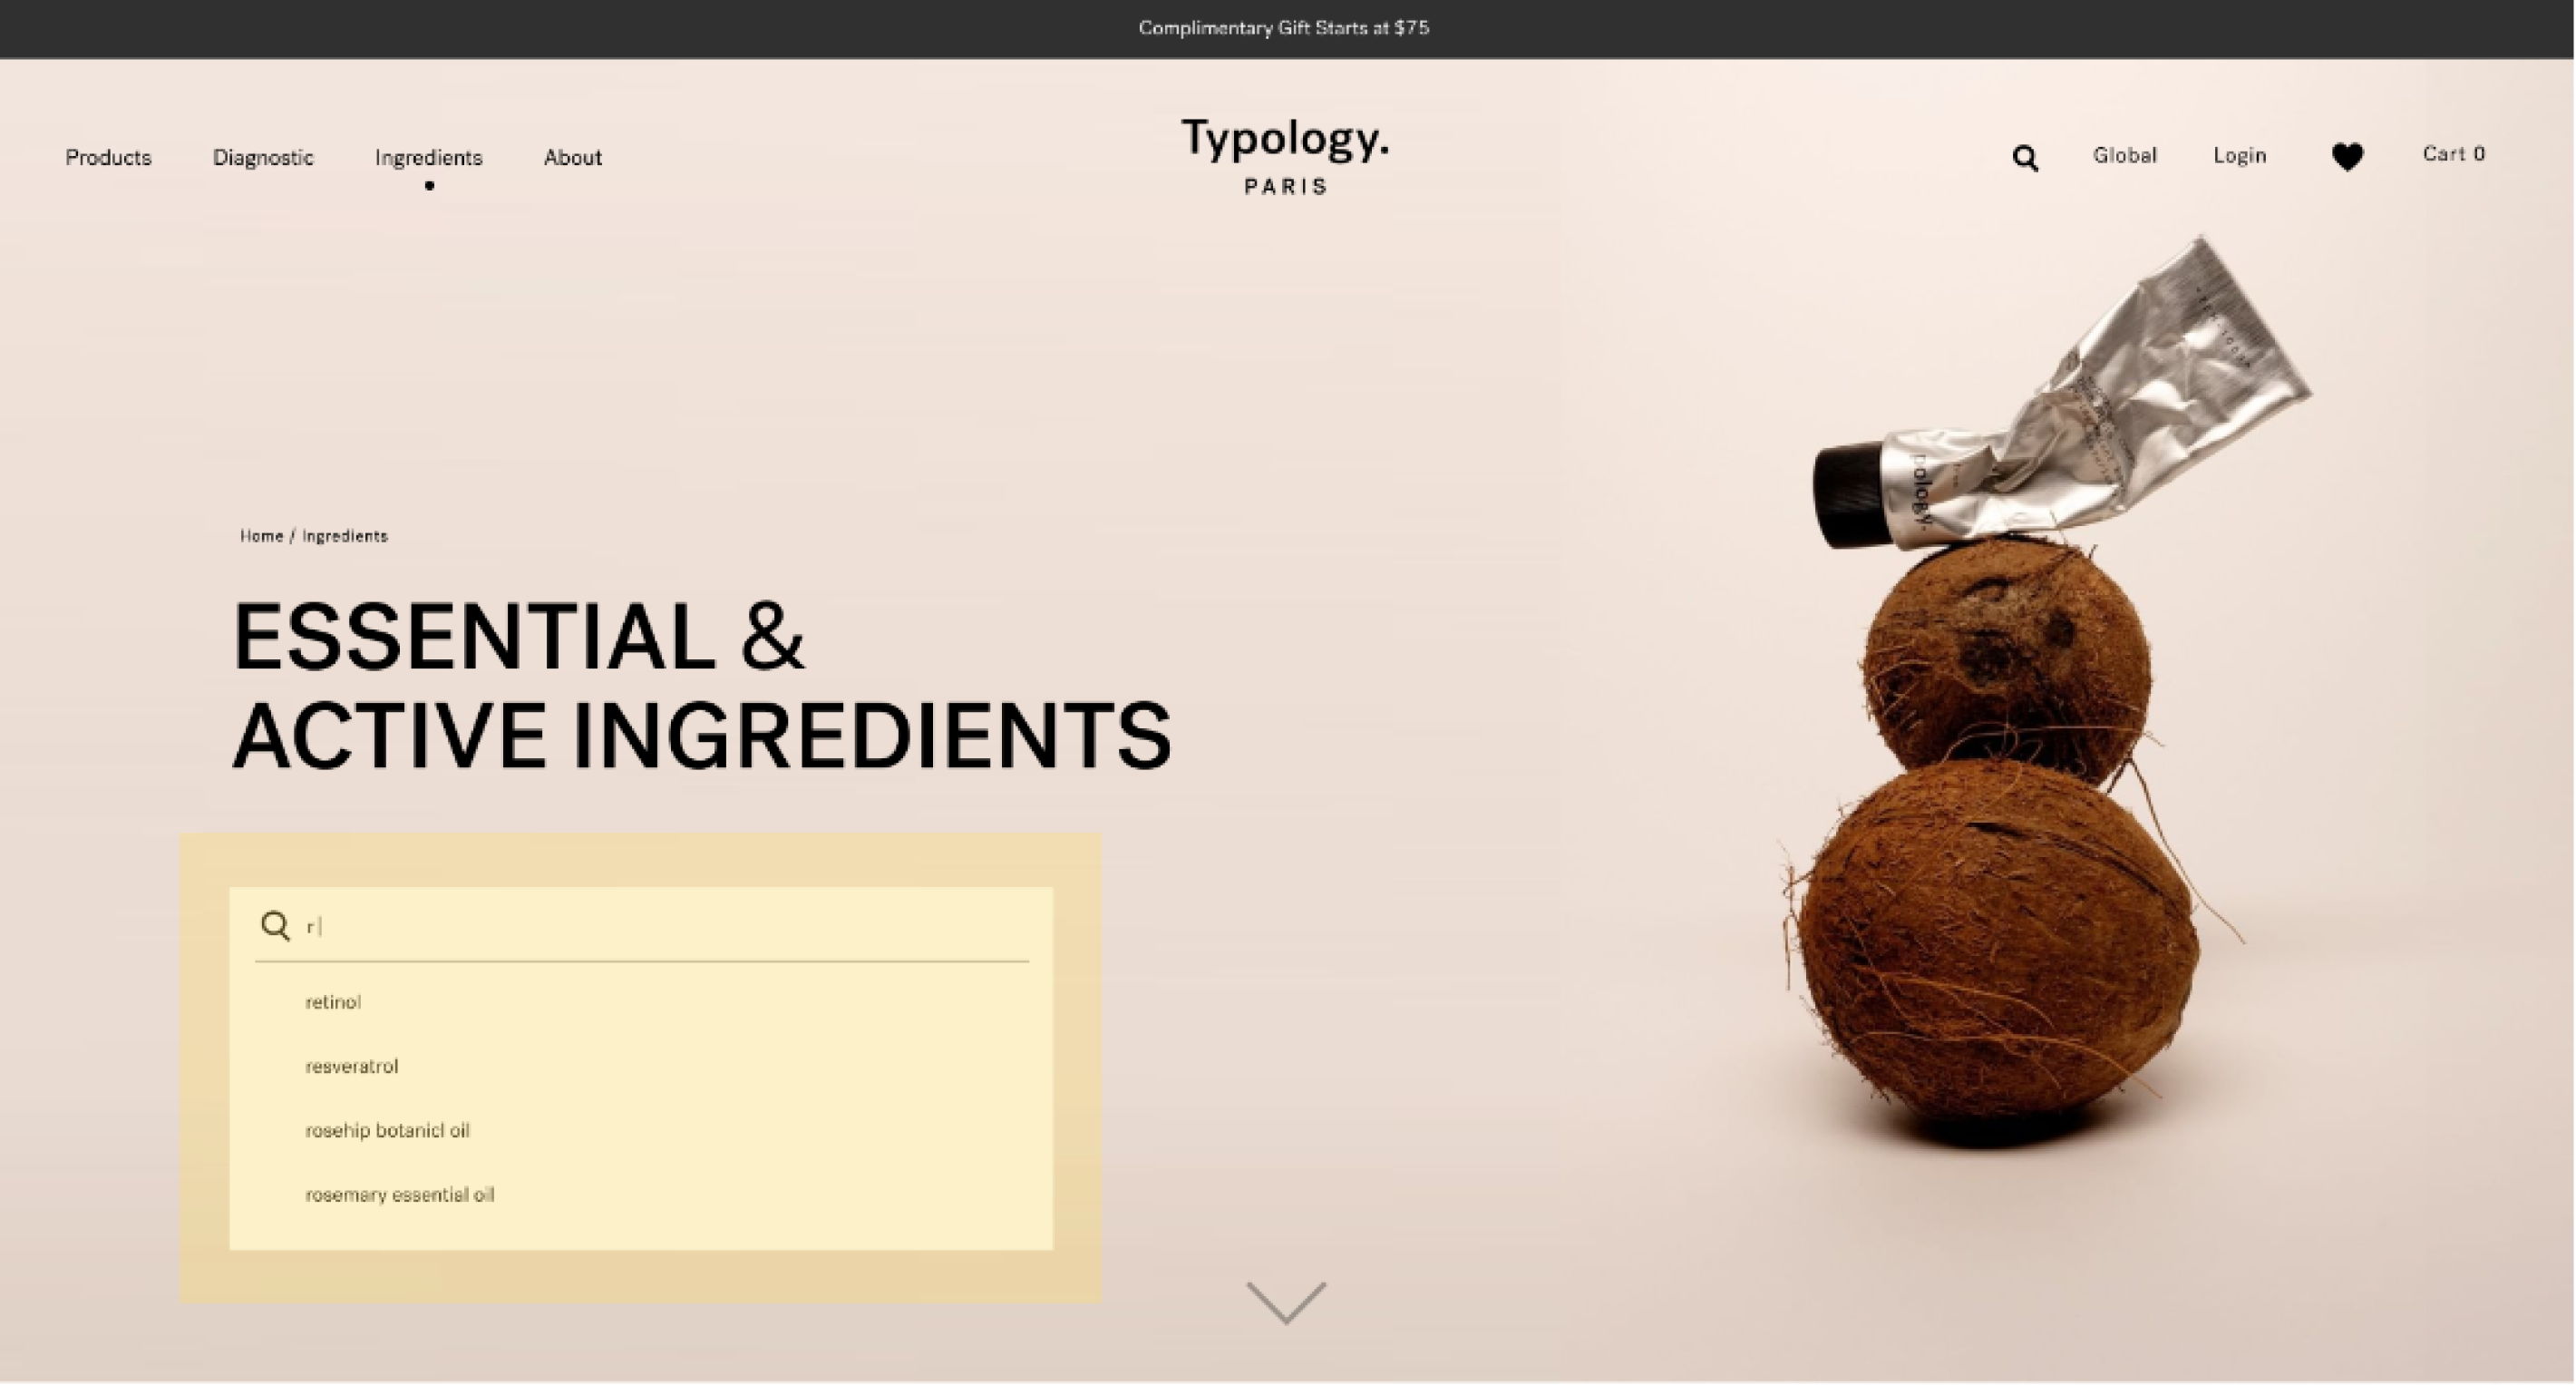 Complimentary Gift Starts at $75
Products Diagnostic Ingredients About
Typology.
PARIS
Global Login Cart 0
pology.
Home / Ingredients
ESSENTIAL &
ACTIVE INGREDIENTS
r|
retinol
resveratrol
rosehip botanicl oil
rosemary essential oil